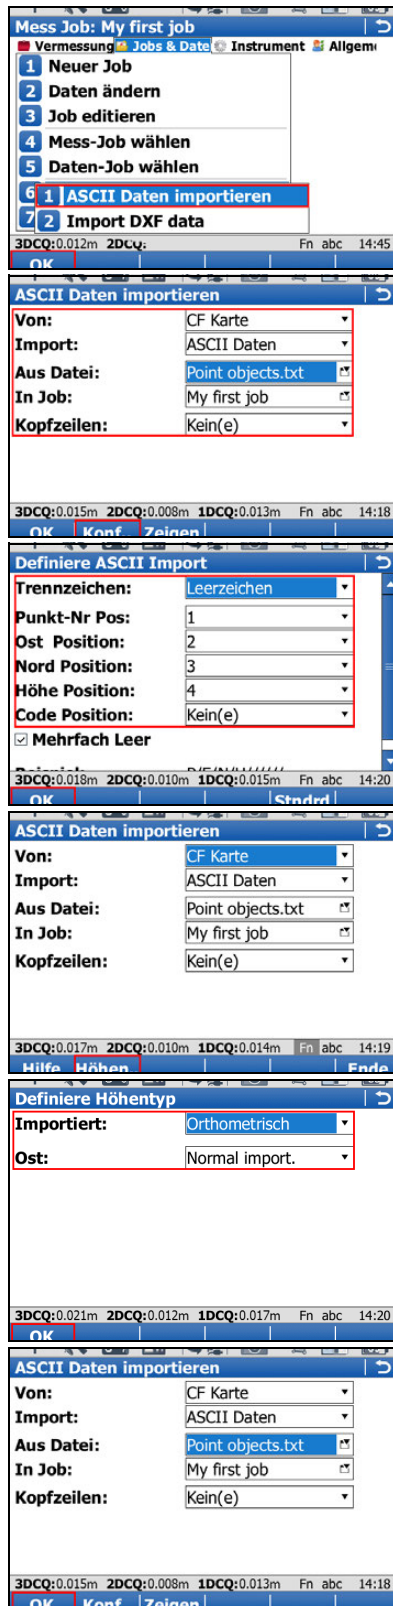 Mess Job: My first job
Vermessung Jobs & Date Instrument Allgem
1 Neuer Job
2 Daten ändern
3 Job editieren
4 Mess-Job wählen
5 Daten-Job wählen
6 1 ASCII Daten importieren
7 2 Import DXF data
3DCQ:0.012m 2DCQ: Fn abc 14:45
OK
ASCII Daten importieren
Von: CF Karte
Import: ASCII Daten
Aus Datei: Point objects.txt
In Job: My first job
Kopfzeilen: Kein(e)
3DCQ:0.015m 2DCQ:0.008m 1DCQ:0.013m Fn abc 14:18
OK Konf.. Zeigen
Definiere ASCII Import
Trennzeichen: Leerzeichen
Punkt-Nr Pos: 1
Ost Position: 2
Nord Position: 3
Höhe Position: 4
Code Position: Kein(e)
Mehrfach Leer
3DCQ:0.018m 2DCQ:0.010m 1DCQ:0.015m Fn abc 14:20
OK Stndrd
ASCII Daten importieren
Von: CF Karte
Import: ASCII Daten
Aus Datei: Point objects.txt
In Job: My first job
Kopfzeilen: Kein(e)
3DCQ:0.017m 2DCQ:0.010m 1DCQ:0.014m Fn abc 14:19
Hilfe Höhen Ende
Definiere Höhentyp
Importiert: Orthometrisch
Ost: Normal import.
3DCQ:0.021m 2DCQ:0.012m 1DCQ:0.017m Fn abc 14:20
OK
ASCII Daten importieren
Von: CF Karte
Import: ASCII Daten
Aus Datei: Point objects.txt
In Job: My first job
Kopfzeilen: Kein(e)
3DCQ:0.015m 2DCQ:0.008m 1DCQ:0.013m Fn abc 14:18
OK Konf.. Zeigen